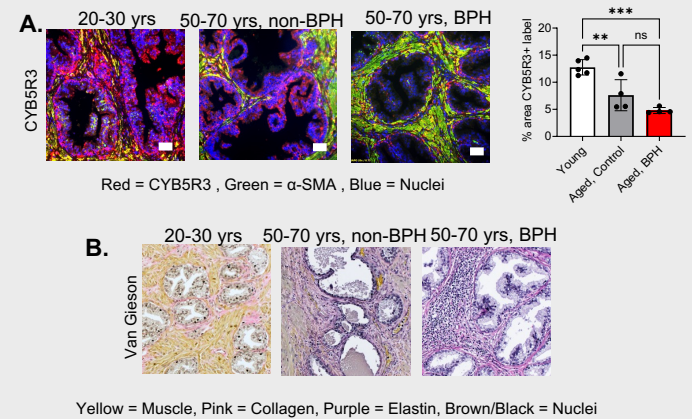 A.
20-30 yrs
50-70 yrs, non-BPH
50-70 yrs, BPH
CYB5R3
Red = CYB5R3 , Green = α-SMA , Blue = Nuclei
% area CYB5R3+ label
20
15
10
5
0
***
**
ns
Young
Aged, Control
Aged, BPH
B.
20-30 yrs
50-70 yrs, non-BPH
50-70 yrs, BPH
Van Gieson
Yellow = Muscle, Pink = Collagen, Purple = Elastin, Brown/Black = Nuclei